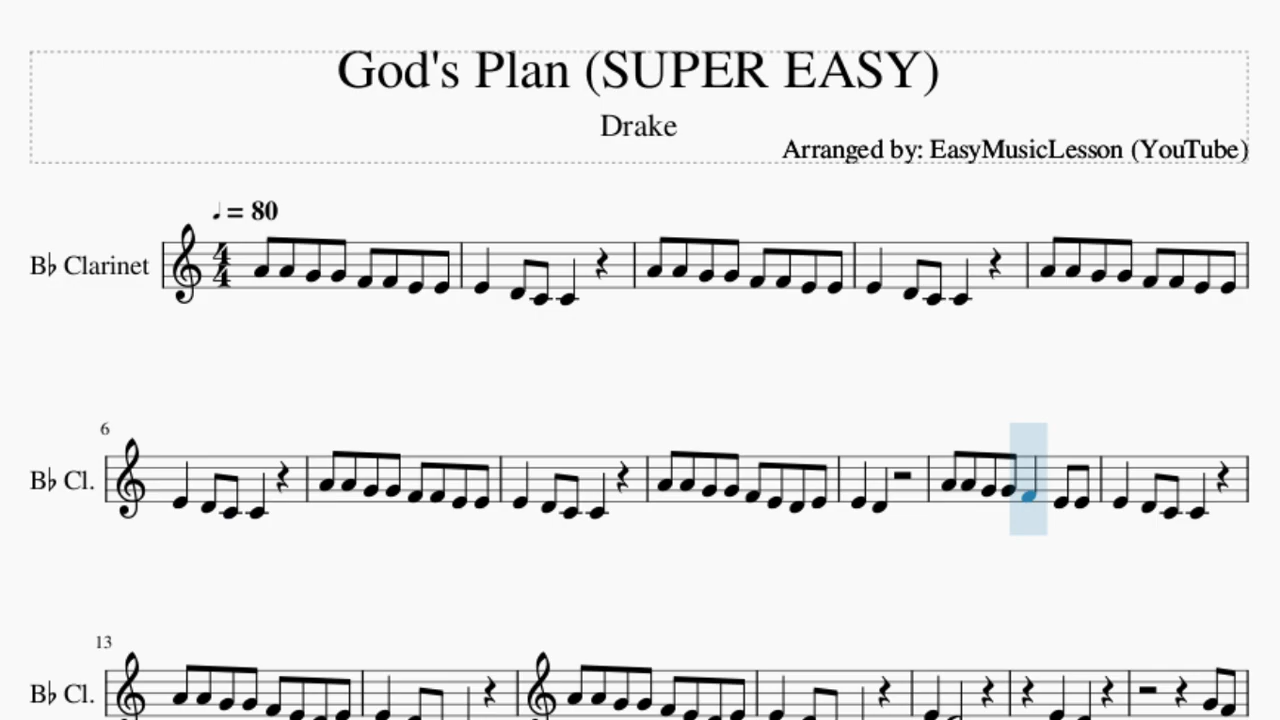 God's Plan (SUPER EASY)
Drake
Arranged by: EasyMusicLesson (YouTube)
♩ = 80
B♭ Clarinet
4
4
6
B♭ Cl.
13
B♭ Cl.